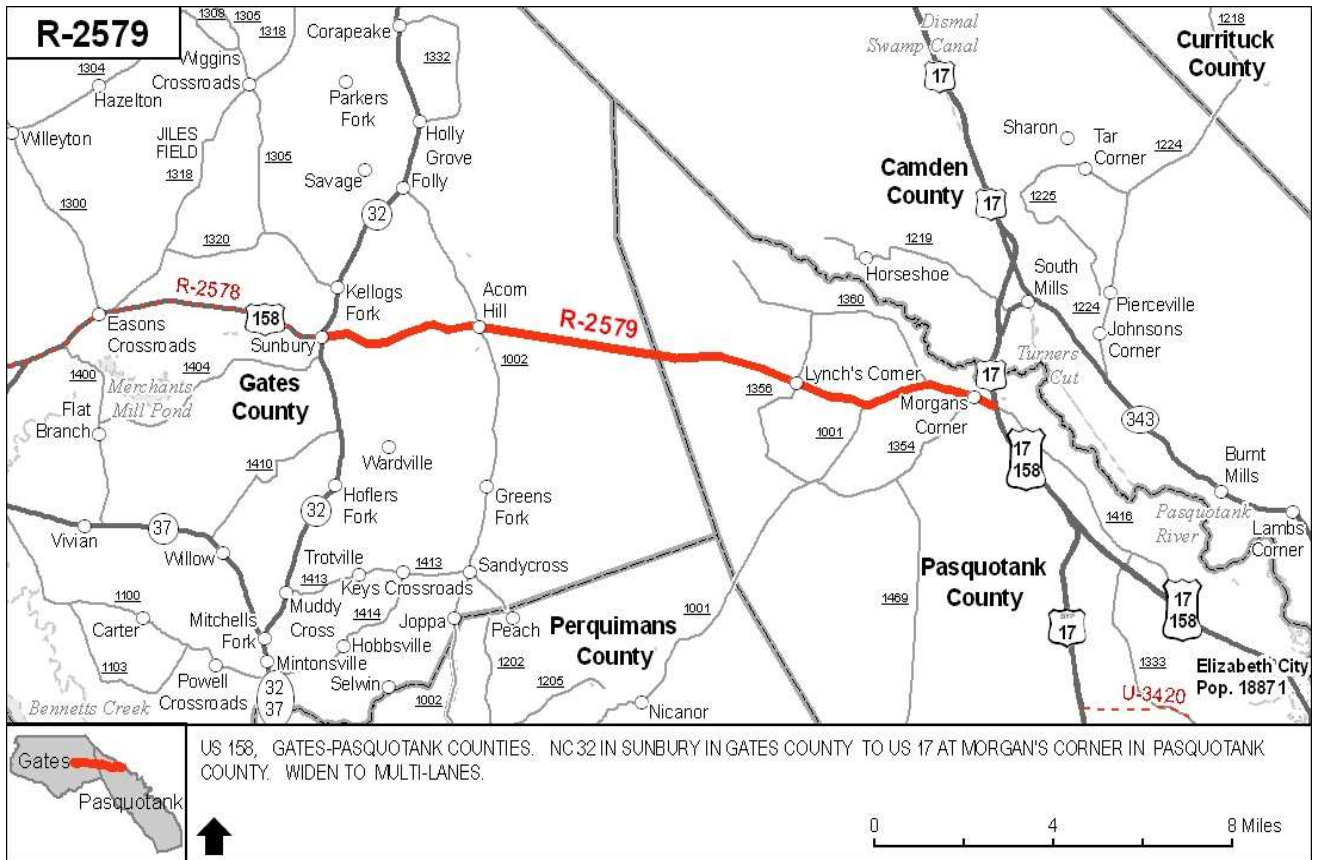 R-2579
1308
1305
1318
Corapeake
Dismal
Swamp Canal
1218
Currituck
County
Wiggins
Crossroads
1304
Hazelton
1332
Parkers
Fork
17
Willeyton
JILES
FIELD
1318
1305
Holly
Grove
Sharon
Tar
Corner
1224
Savage
Folly
Camden
County
1225
1300
32
17
1320
1219
Horseshoe
South
Mills
R-2578
Kellogs
Fork
Acorn
Hill
1360
1224
Pierceville
158
Easons
Crossroads
Sunbury
R-2579
Johnsons
Corner
1404
1002
Turners
Cut
1400
Merchants
Mill Pond
Gates
County
1356
Lynch's Corner
17
Flat
Branch
Morgans
Corner
343
1001
1354
1410
Wardville
17
158
Burnt
Mills
Hoflers
Fork
Greens
Fork
32
1416
Pasquotank
River
Vivian
37
Willow
Lambs
Corner
Trotville
1413
1413
Sandycross
Keys Crossroads
Pasquotank
County
1100
Muddy
Cross
1414
1001
1469
17
158
Carter
Mitchells
Fork
Joppa
Peach
Perquimans
County
BYP
17
Hobbsville
1103
Mintonsville
1202
1333
Elizabeth City
Pop. 18871
Powell
Crossroads
Selwin
1205
32
37
1002
U-3420
Bennetts Creek
Nicanor
Gates
Pasquotank
US 158, GATES-PASQUOTANK COUNTIES. NC 32 IN SUNBURY IN GATES COUNTY TO US 17 AT MORGAN'S CORNER IN PASQUOTANK
COUNTY. WIDEN TO MULTI-LANES.
0 4 8 Miles